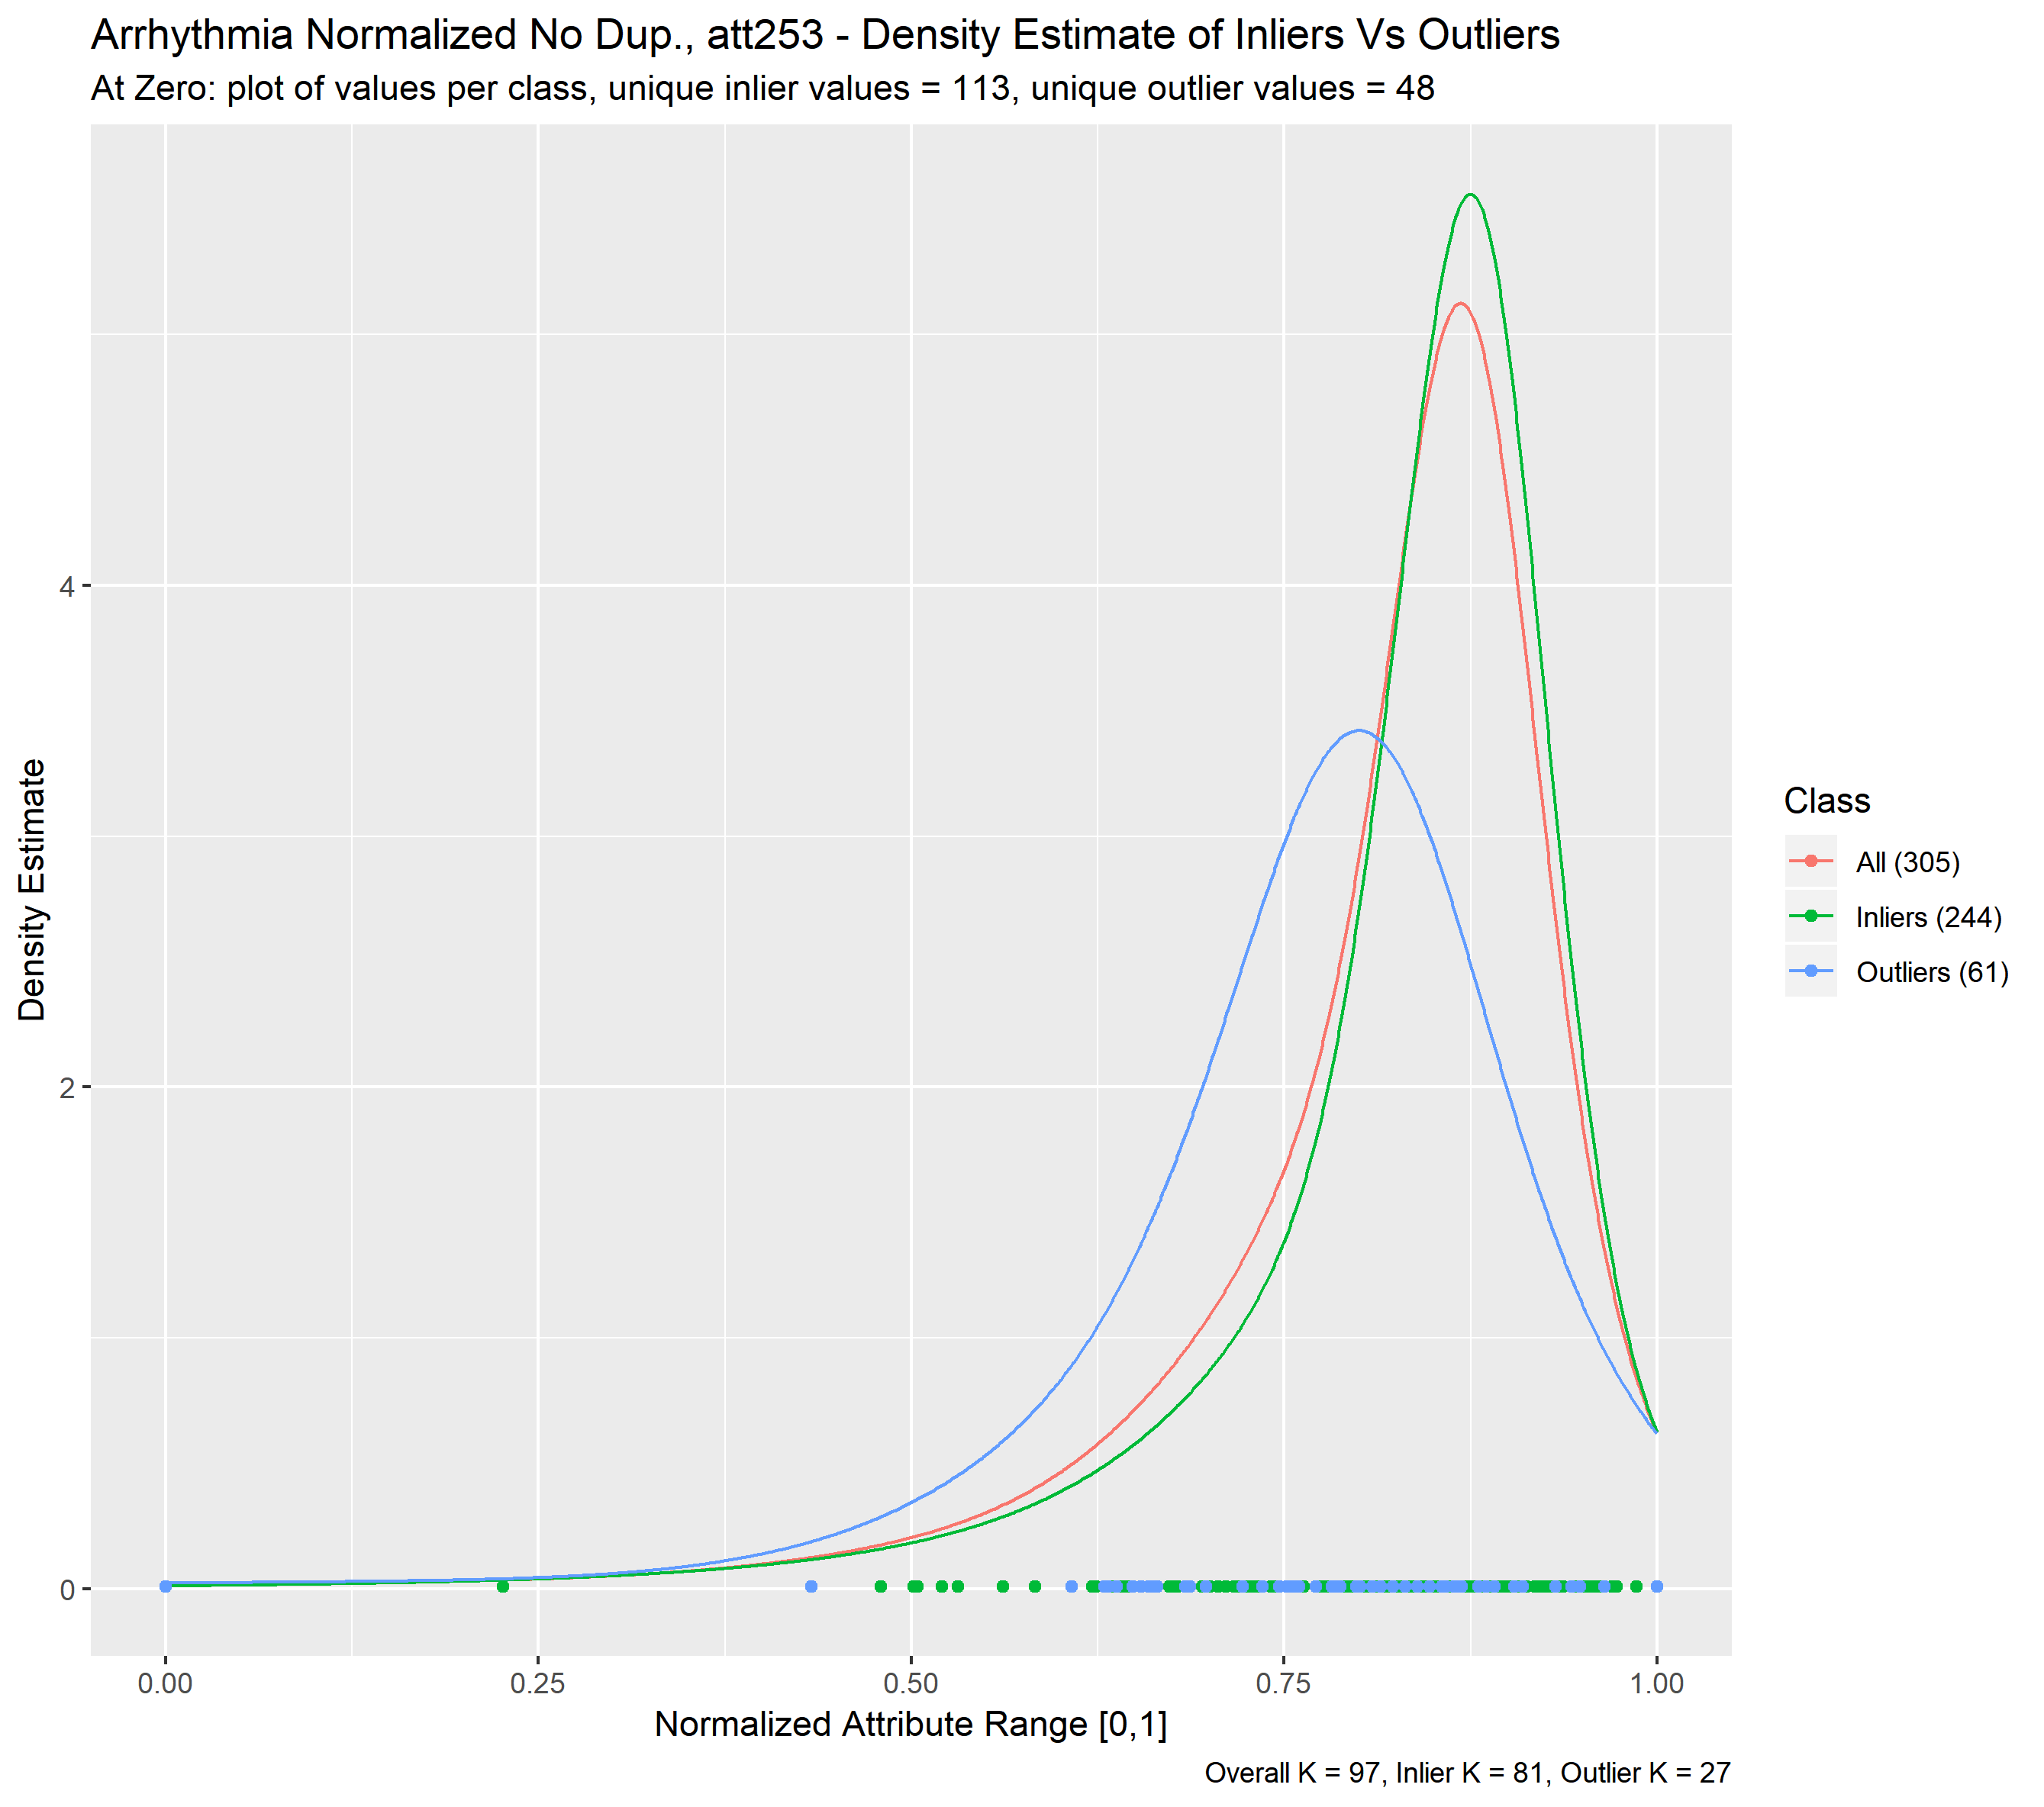 Arrhythmia Normalized No Dup., att253 - Density Estimate of Inliers Vs Outliers
At Zero: plot of values per class, unique inlier values = 113, unique outlier values = 48
Density Estimate
4
2
0
0.00
0.25
0.50
0.75
1.00
Normalized Attribute Range [0,1]
Class
All (305)
Inliers (244)
Outliers (61)
Overall K = 97, Inlier K = 81, Outlier K = 27